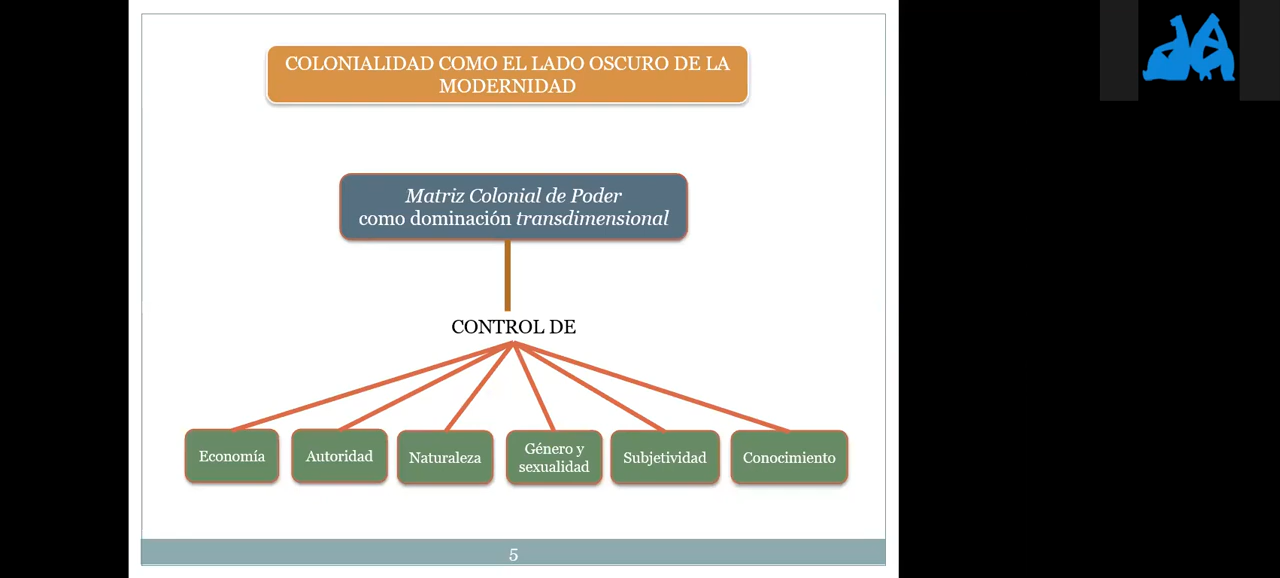 COLONIALIDAD COMO EL LADO OSCURO DE LA
MODERNIDAD
Matriz Colonial de Poder
como dominación transdimensional
CONTROL DE
Economía
Autoridad
Naturaleza
Género y
sexualidad
Subjetividad
Conocimiento
5